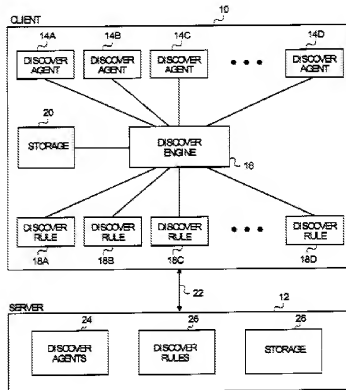 CLIENT
10
14A
14B
14C
14D
DISCOVER AGENT
DISCOVER AGENT
DISCOVER AGENT
DISCOVER AGENT
20
STORAGE
DISCOVER ENGINE
16
DISCOVER RULE
DISCOVER RULE
DISCOVER RULE
DISCOVER RULE
18A
18B
18C
18D
22
SERVER
12
24
26
28
DISCOVER AGENTS
DISCOVER RULES
STORAGE